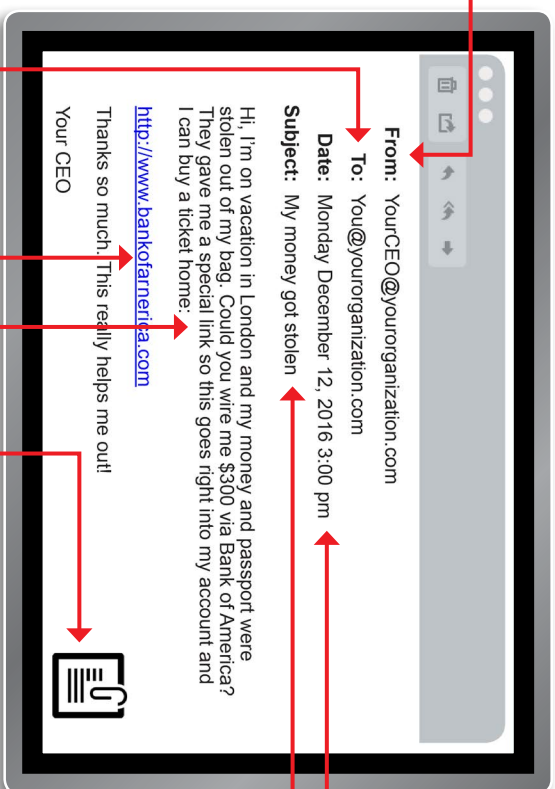 From: YourCEO@yourorganization.com
To: You@yourorganization.com
Date: Monday December 12, 2016 3:00 pm
Subject: My money got stolen
Hi, I'm on vacation in London and my money and passport were
stolen out of my bag. Could you wire me $300 via Bank of America?
They gave me a special link so this goes right into my account and
I can buy a ticket home:
http://www.bankofarnerica.com
Thanks so much. This really helps me out!
Your CEO